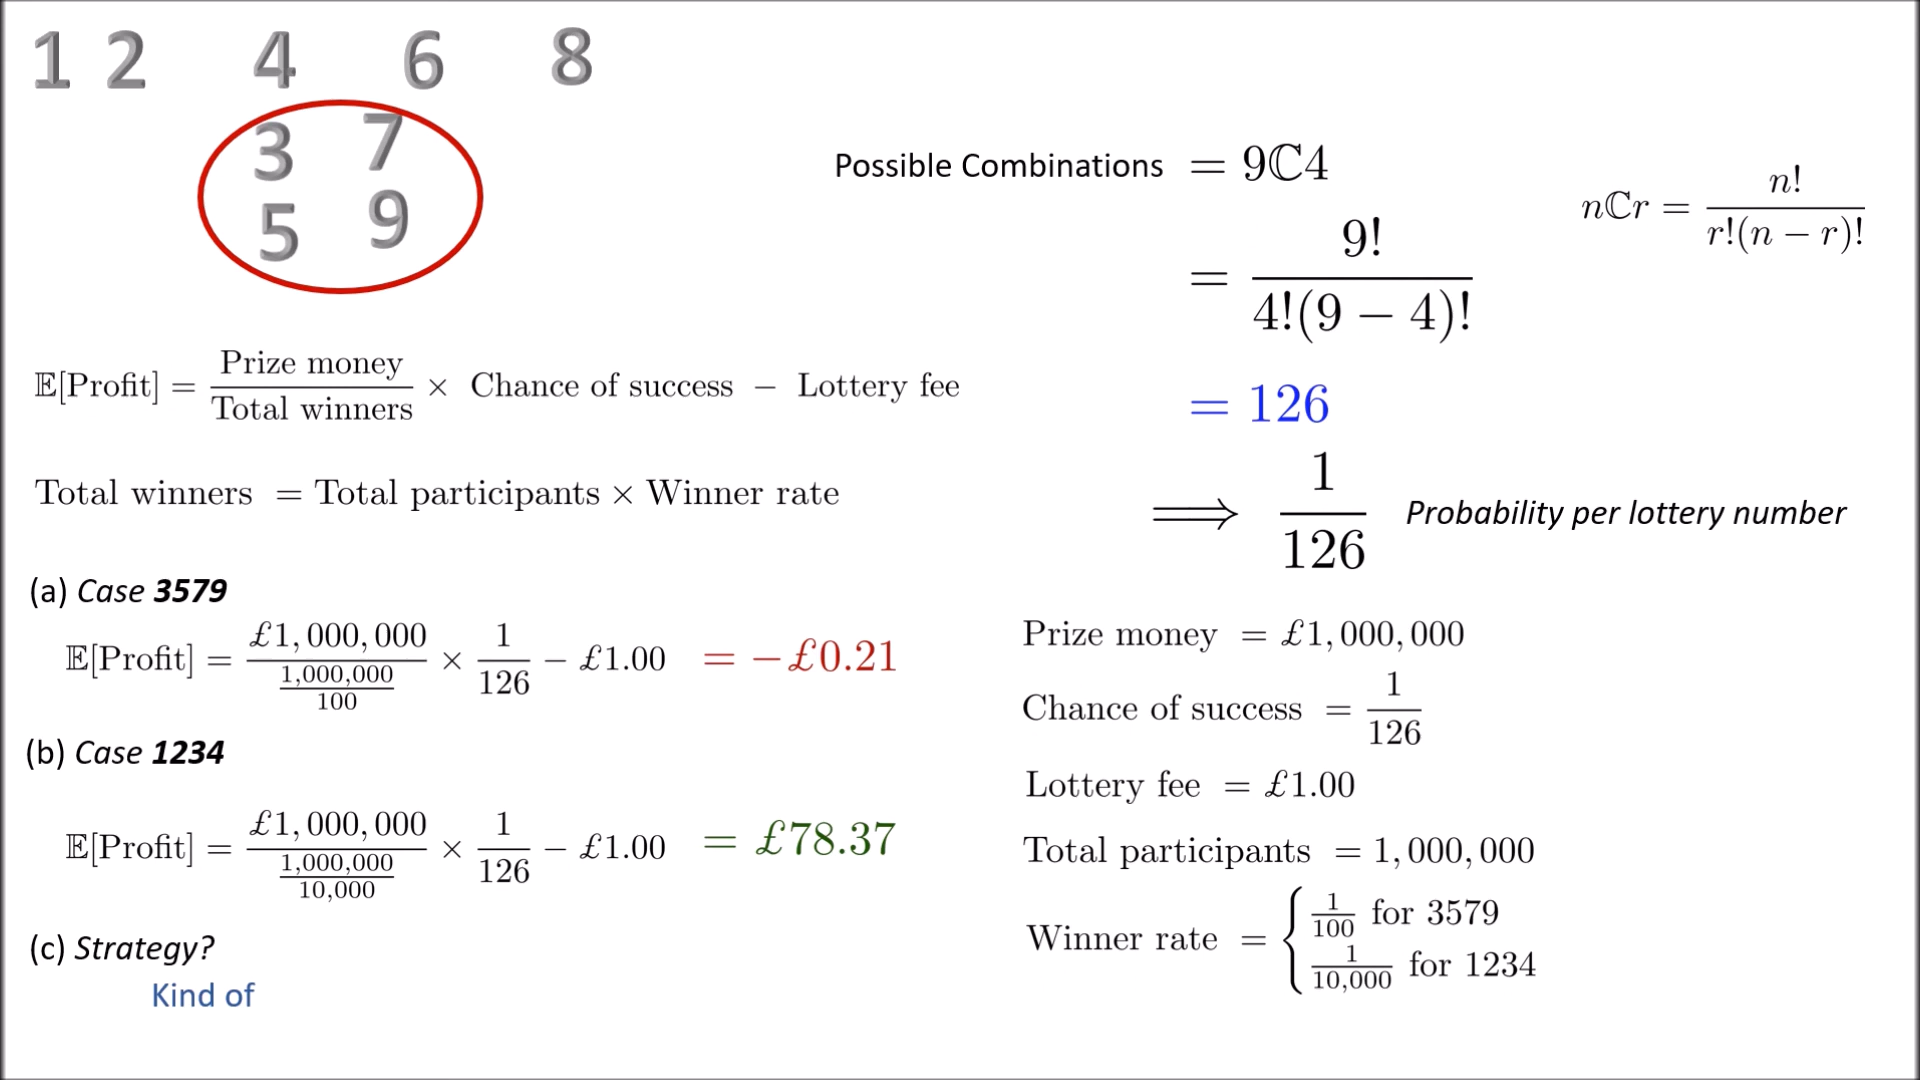 1 2 4 6 8
3 7
5 9
Possible Combinations = 9ℂ4
= 9! / 4!(9 − 4)!
= 126
⟹ 1/126 Probability per lottery number
nℂr = n! / r!(n − r)!
𝔼[Profit] = Prize money / Total winners × Chance of success − Lottery fee
Total winners = Total participants × Winner rate
(a) Case 3579
𝔼[Profit] = £1,000,000 / (1,000,000 / 100) × 1/126 − £1.00 = −£0.21
(b) Case 1234
𝔼[Profit] = £1,000,000 / (1,000,000 / 10,000) × 1/126 − £1.00 = £78.37
(c) Strategy?
Kind of
Prize money = £1,000,000
Chance of success = 1/126
Lottery fee = £1.00
Total participants = 1,000,000
Winner rate = { 1/100 for 3579
1/10,000 for 1234